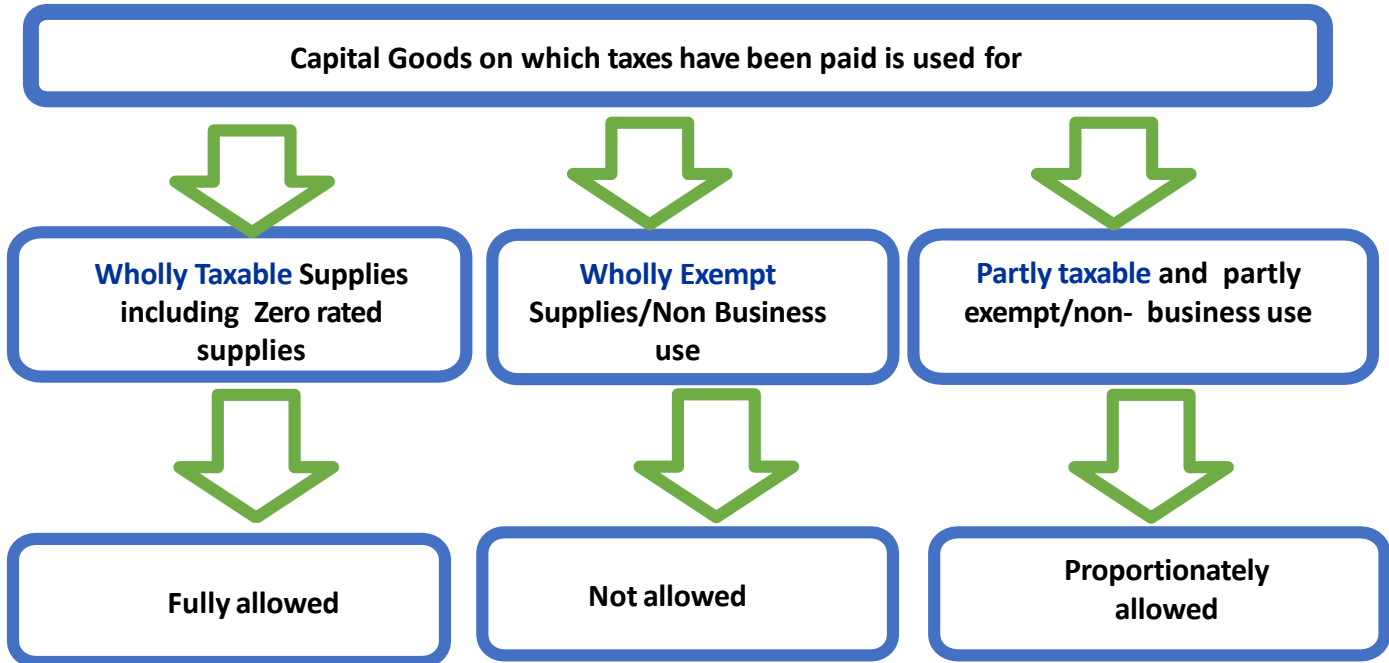 Capital Goods on which taxes have been paid is used for
Wholly Taxable Supplies
including Zero rated
supplies
Wholly Exempt
Supplies/Non Business
use
Partly taxable and partly
exempt/non- business use
Fully allowed
Not allowed
Proportionately
allowed